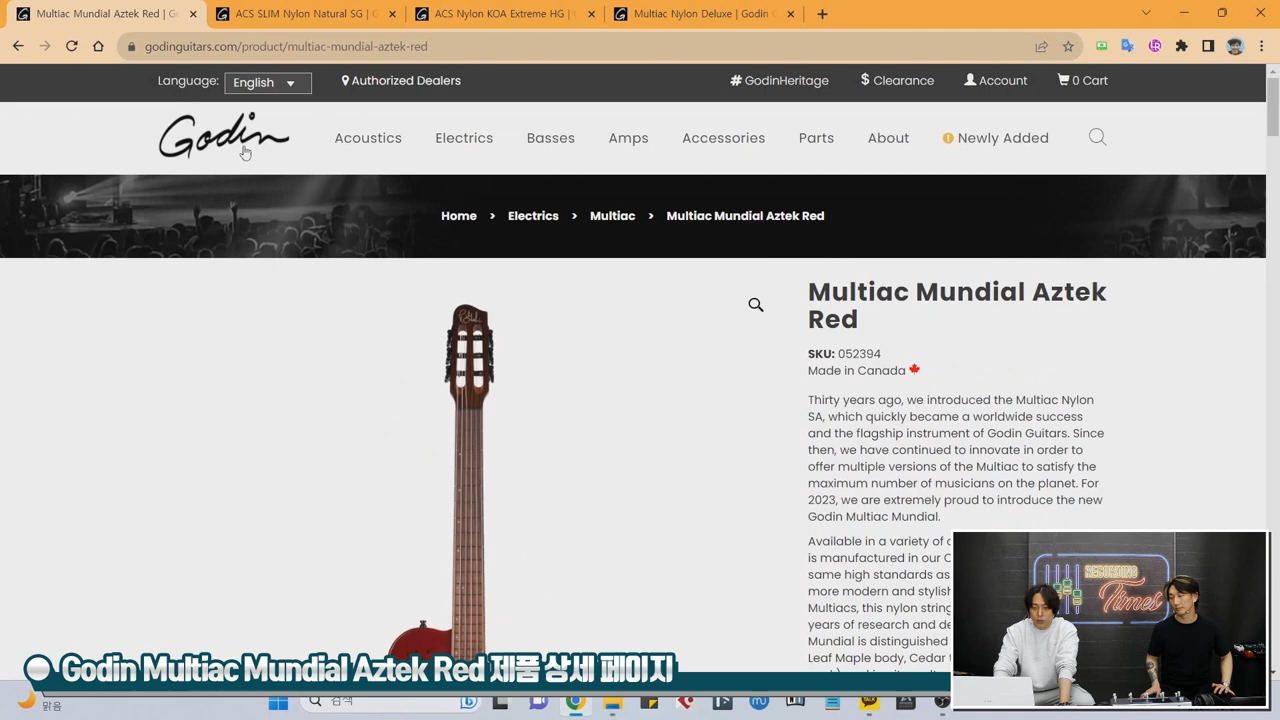 Multiac Mundial Aztek Red | G
ACS SLIM Nylon Natural SG | G
ACS Nylon KOA Extreme HG |
Multiac Nylon Deluxe | Godin G
godinguitars.com/product/multiac-mundial-aztek-red
Language: English Authorized Dealers # GodinHeritage $ Clearance Account 0 Cart
Godin Acoustics Electrics Basses Amps Accessories Parts About Newly Added
Home > Electrics > Multiac > Multiac Mundial Aztek Red
Multiac Mundial Aztek
Red
SKU: 052394
Made in Canada
Thirty years ago, we introduced the Multiac Nylon
SA, which quickly became a worldwide success
and the flagship instrument of Godin Guitars. Since
then, we have continued to innovate in order to
offer multiple versions of the Multiac to satisfy the
maximum number of musicians on the planet. For
2023, we are extremely proud to introduce the new
Godin Multiac Mundial.
Available in a variety of
is manufactured in our
same high standards as
more modern and stylish
Multiacs, this nylon string
years of research and
Mundial is distinguished
Leaf Maple body, Cedar
RECORDING
Times
Godin Multiac Mundial Aztek Red 제품 상세 페이지
맑음
검색